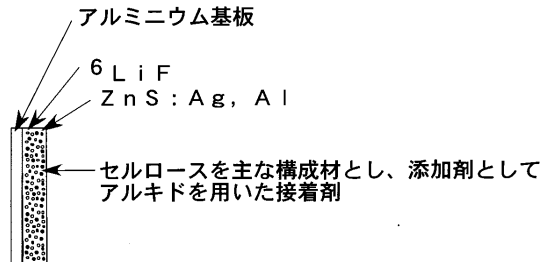 アルミニウム基板
⁶LiF
ZnS:Ag, Al
セルロースを主な構成材とし、添加剤として
アルキドを用いた接着剤